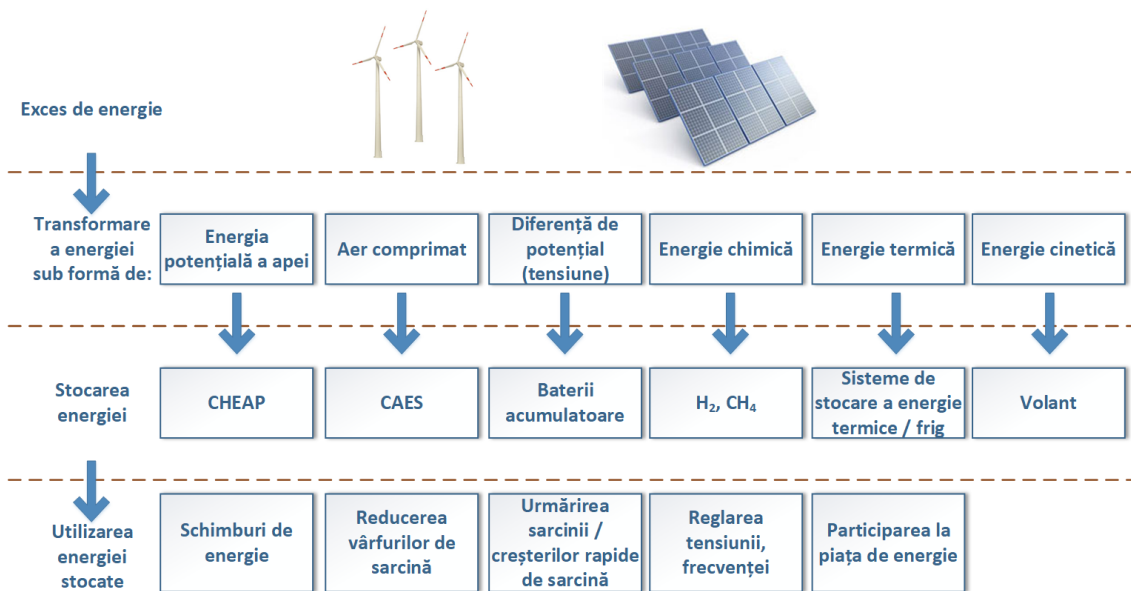 Exces de energie
Transformare
a energiei
sub formă de:
Energia
potențială a apei
Aer comprimat
Diferență de
potențial
(tensiune)
Energie chimică
Energie termică
Energie cinetică
Stocarea
energiei
CHEAP
CAES
Baterii
acumulatoare
H₂, CH₄
Sisteme de
stocare a energie
termice / frig
Volant
Utilizarea
energiei
stocate
Schimburi de
energie
Reducerea
vârfurilor de
sarcină
Urmărirea
sarcinii /
creșterilor rapide
de sarcină
Reglarea
tensiunii,
frecvenței
Participarea la
piața de energie